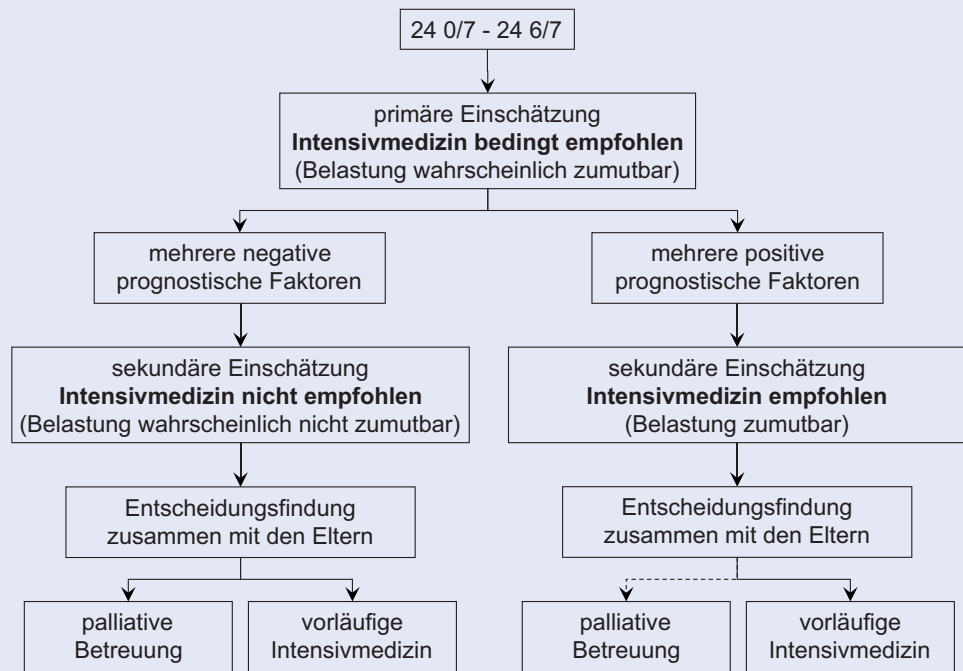 24 0/7 - 24 6/7
primäre Einschätzung
Intensivmedizin bedingt empfohlen
(Belastung wahrscheinlich zumutbar)
mehrere negative
prognostische Faktoren
mehrere positive
prognostische Faktoren
sekundäre Einschätzung
Intensivmedizin nicht empfohlen
(Belastung wahrscheinlich nicht zumutbar)
sekundäre Einschätzung
Intensivmedizin empfohlen
(Belastung zumutbar)
Entscheidungsfindung
zusammen mit den Eltern
Entscheidungsfindung
zusammen mit den Eltern
palliative
Betreuung
vorläufige
Intensivmedizin
palliative
Betreuung
vorläufige
Intensivmedizin